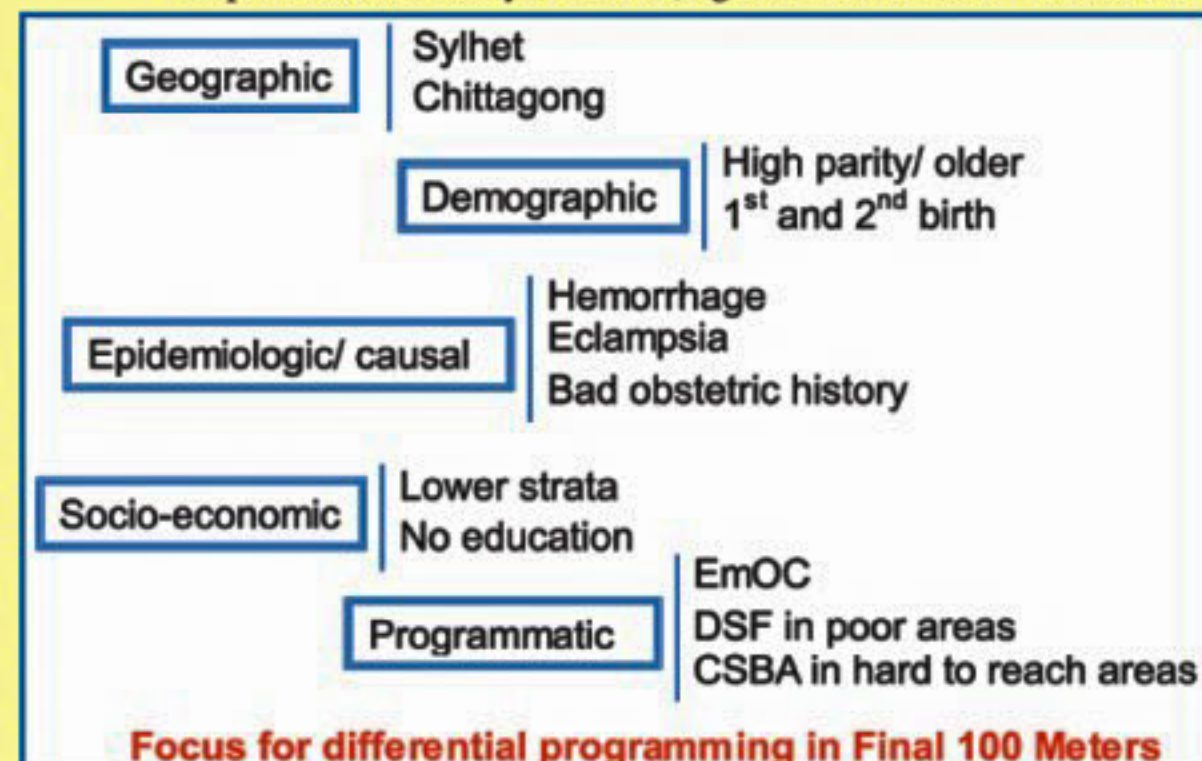 Geographic
Sylhet
Chittagong
Demographic
High parity/ older
1st and 2nd birth
Epidemiologic/ causal
Hemorrhage
Eclampsia
Bad obstetric history
Socio-economic
Lower strata
No education
Programmatic
EmOC
DSF in poor areas
CSBA in hard to reach areas
Focus for differential programming in Final 100 Meters